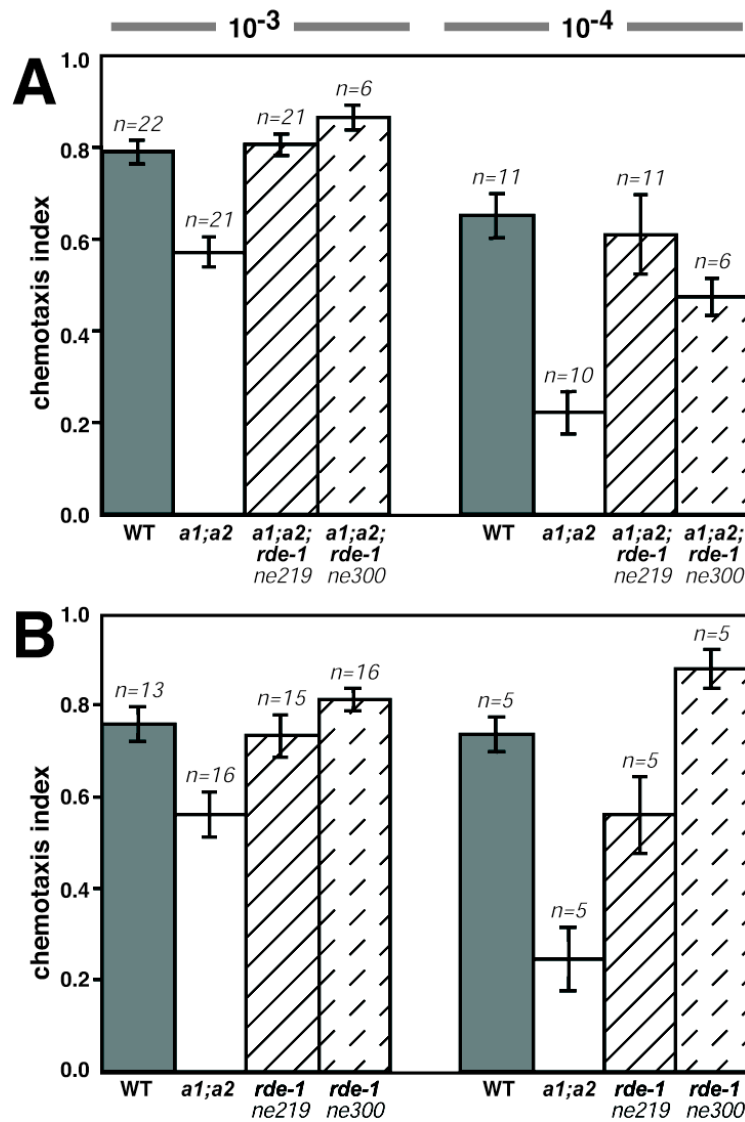 10-3 10-4
A
chemotaxis index
1.0
0.8
0.6
0.4
0.2
0.0
n=22 n=21 n=21 n=6 n=11 n=10 n=11 n=6
WT a1;a2 a1;a2; a1;a2; WT a1;a2 a1;a2; a1;a2;
rde-1 rde-1 rde-1 rde-1
ne219 ne300 ne219 ne300
B
chemotaxis index
1.0
0.8
0.6
0.4
0.2
0.0
n=13 n=16 n=15 n=16 n=5 n=5 n=5 n=5
WT a1;a2 rde-1 rde-1 WT a1;a2 rde-1 rde-1
ne219 ne300 ne219 ne300